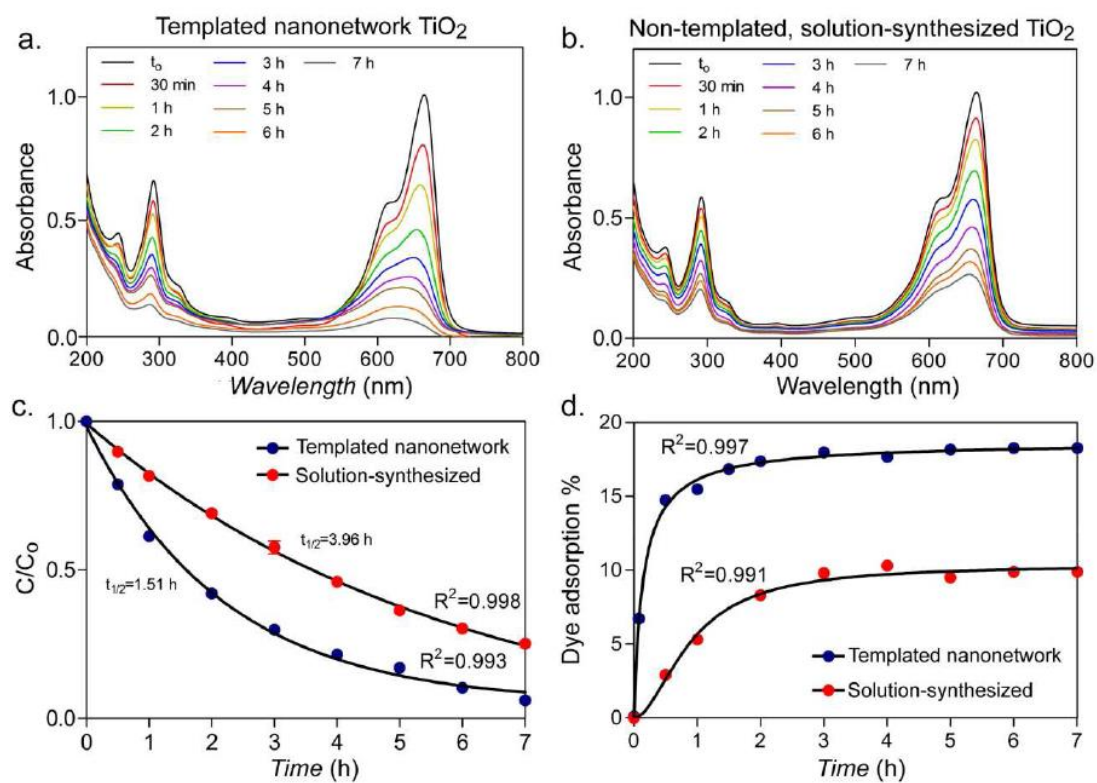 Templated nanonetwork TiO2
a.
t₀
30 min
1 h
2 h
3 h
4 h
5 h
6 h
7 h
1.0
0.5
0.0
Absorbance
200 300 400 500 600 700 800
Wavelength (nm)
Non-templated, solution-synthesized TiO2
b.
t₀
30 min
1 h
2 h
3 h
4 h
5 h
6 h
7 h
1.0
0.5
0.0
Absorbance
200 300 400 500 600 700 800
Wavelength (nm)
c.
1.0
0.5
0.0
C/Co
Templated nanonetwork
Solution-synthesized
t1/2=3.96 h
t1/2=1.51 h
R²=0.998
R²=0.993
0 1 2 3 4 5 6 7
Time (h)
d.
20
15
10
5
0
Dye adsorption %
R²=0.997
R²=0.991
Templated nanonetwork
Solution-synthesized
0 1 2 3 4 5 6 7
Time (h)